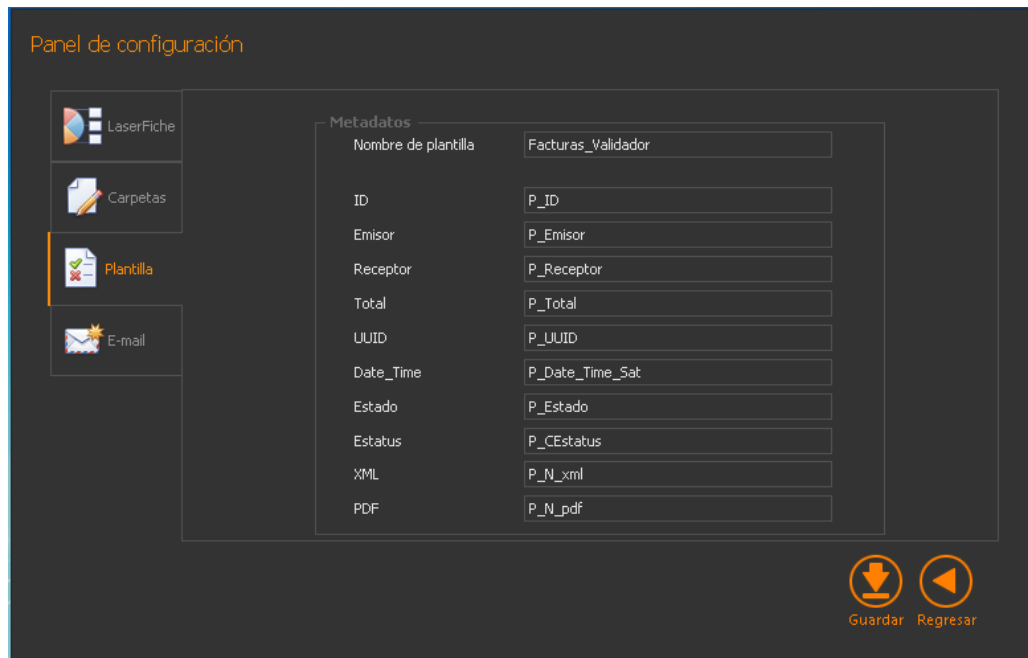 Panel de configuración
LaserFiche
Carpetas
Plantilla
E-mail
Metadatos
Nombre de plantilla Facturas_Validador
ID P_ID
Emisor P_Emisor
Receptor P_Receptor
Total P_Total
UUID P_UUID
Date_Time P_Date_Time_Sat
Estado P_Estado
Estatus P_CEstatus
XML P_N_xml
PDF P_N_pdf
Guardar Regresar